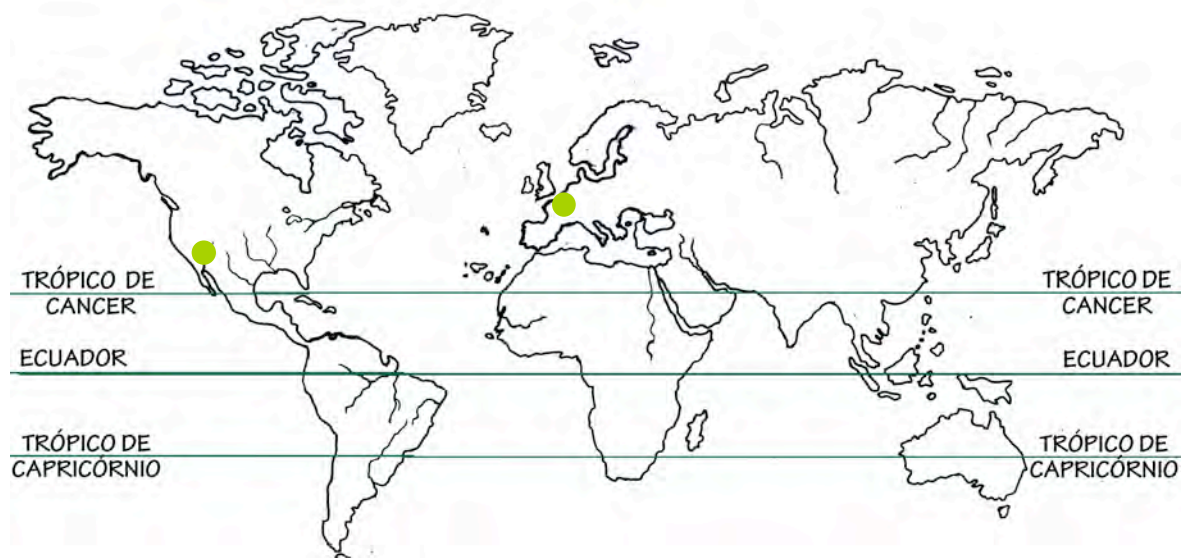 TRÓPICO DE
CANCER
ECUADOR
TRÓPICO DE
CAPRICÓRNIO
TRÓPICO DE
CANCER
ECUADOR
TRÓPICO DE
CAPRICÓRNIO